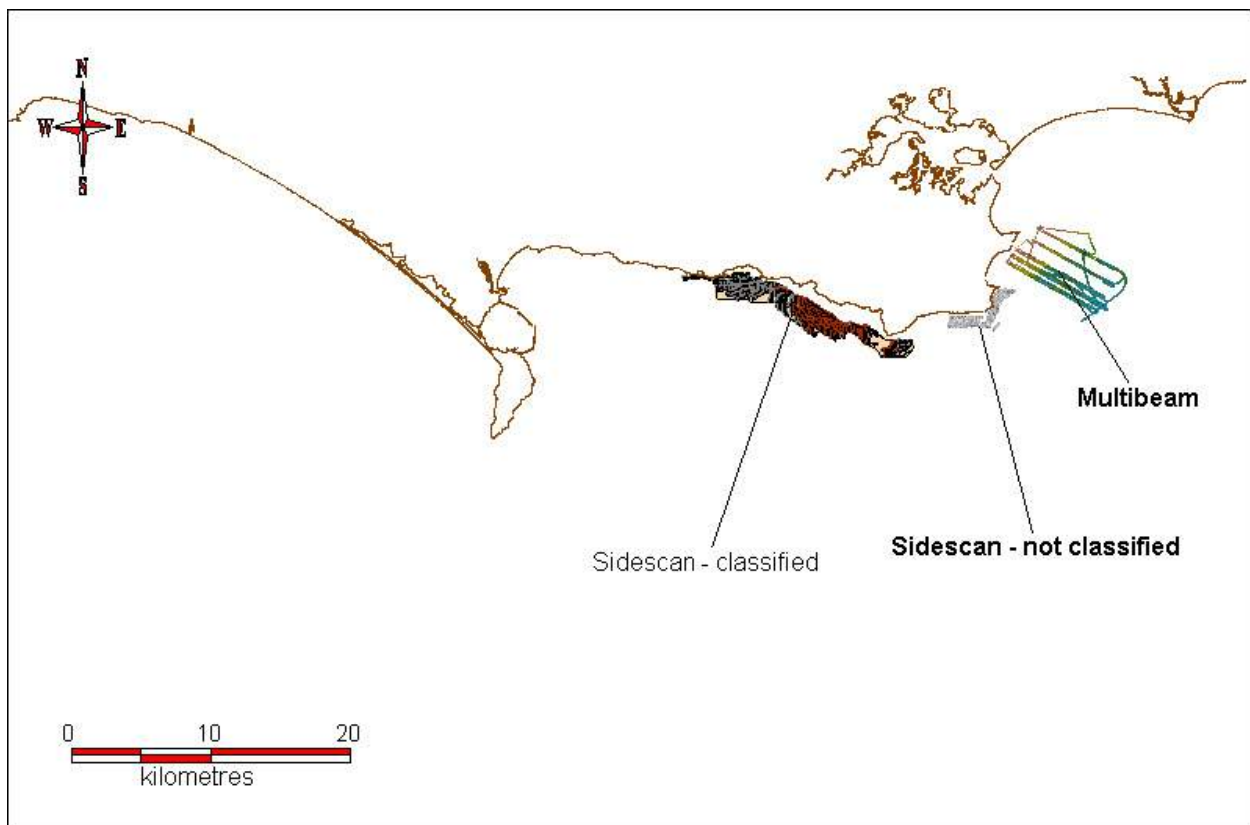 N
W E
S
Multibeam
Sidescan - not classified
Sidescan - classified
0 10 20
kilometres